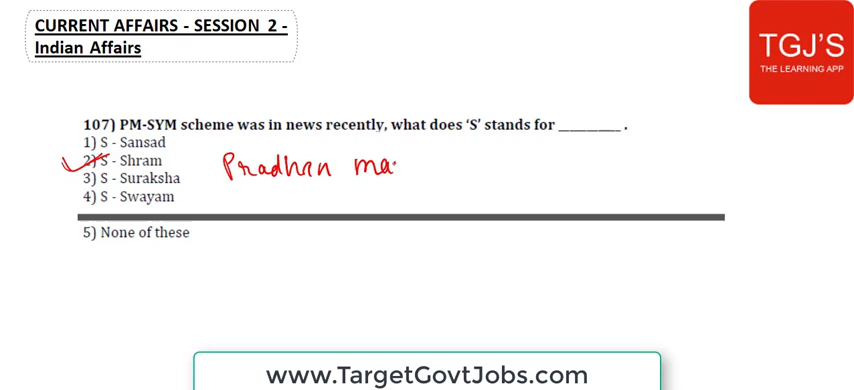 CURRENT AFFAIRS - SESSION 2 -
Indian Affairs
TGJ'S
THE LEARNING APP
107) PM-SYM scheme was in news recently, what does ‘S’ stands for _________ .
1) S - Sansad
2) S - Shram
3) S - Suraksha
Pradhan ma
4) S - Swayam
5) None of these
www.TargetGovtJobs.com